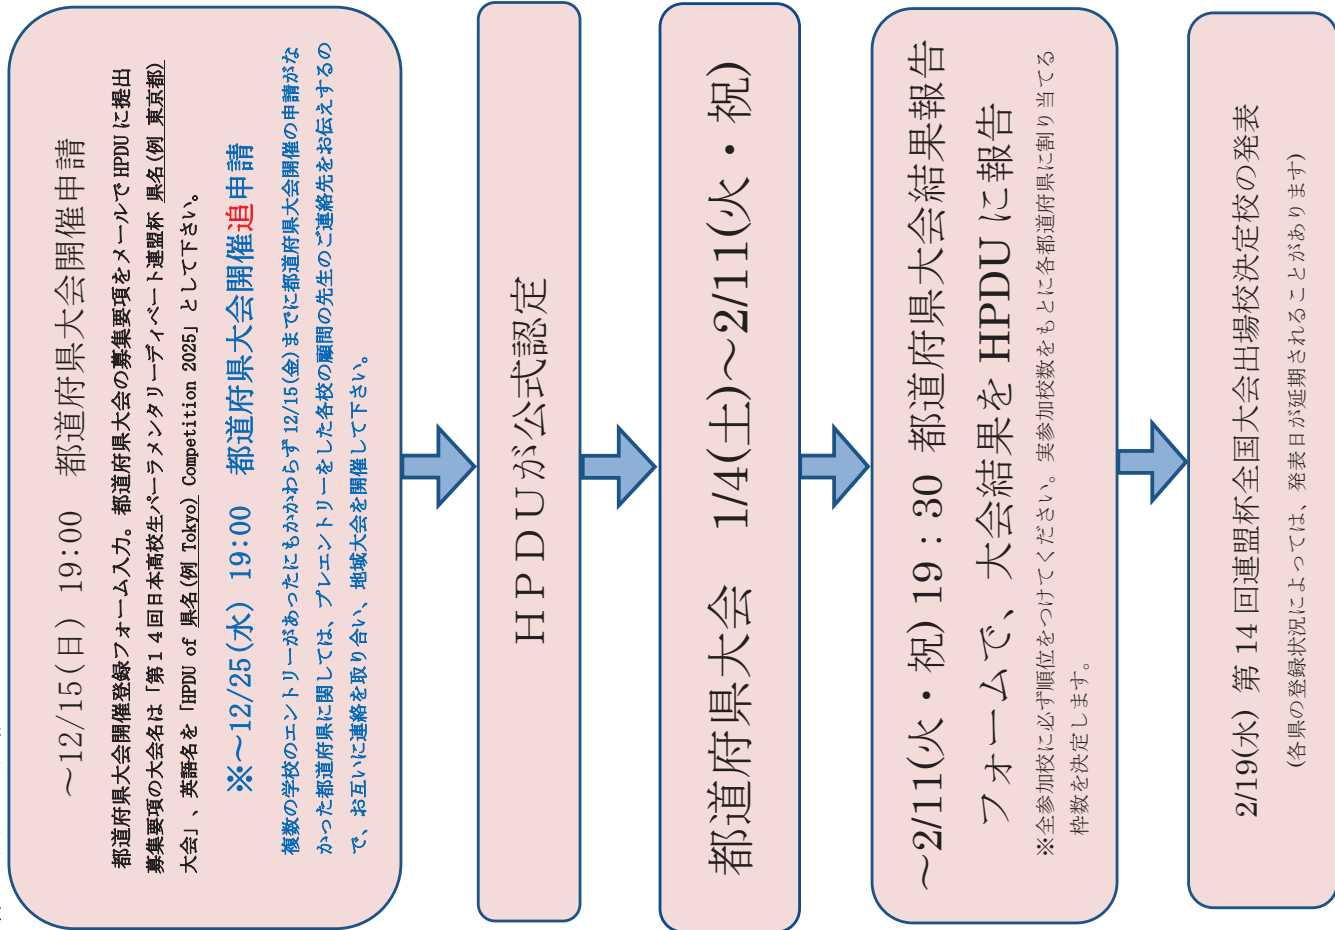 ～12/15(日) 19:00　都道府県大会開催申請
都道府県大会開催登録フォーム入力。都道府県大会の募集要項をメールで HPDU に提出
募集要項の大会名は「第１４回日本高校生パーラメンタリーディベート連盟杯 県名(例 東京都)
大会」、英語名を「HPDU of 県名(例 Tokyo) Competition 2025」として下さい。
※～12/25(水) 19:00　都道府県大会開催追申請
複数の学校のエントリーがあったにもかかわらず 12/15(金)までに都道府県大会開催の申請がな
かった都道府県に関しては、プレエントリーをした各校の顧問の先生のご連絡先をお伝えするの
で、お互いに連絡を取り合い、地域大会を開催して下さい。
ＨＰＤＵが公式認定
都道府県大会　1/4(土)～2/11(火・祝)
～2/11(火・祝) 19：30 都道府県大会結果報告
フォームで、大会結果を HPDU に報告
※全参加校に必ず順位をつけてください。実参加校数をもとに各都道府県に割り当てる
枠数を決定します。
2/19(水) 第 14 回連盟杯全国大会出場校決定校の発表
(各県の登録状況によっては、発表日が延期されることがあります)